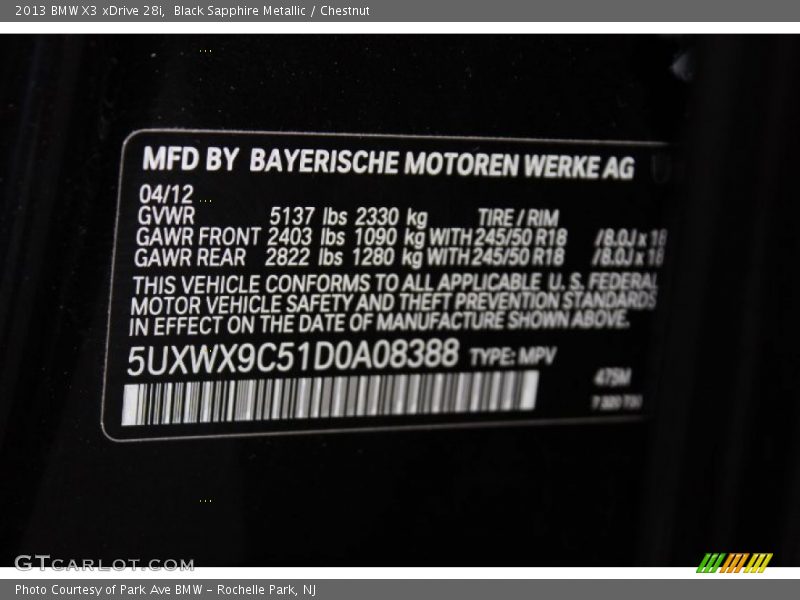 2013 BMW X3 xDrive 28i, Black Sapphire Metallic / Chestnut
MFD BY BAYERISCHE MOTOREN WERKE AG
04/12
GVWR 5137 lbs 2330 kg TIRE / RIM
GAWR FRONT 2403 lbs 1090 kg WITH 245/50 R18 /8.0J x 18
GAWR REAR 2822 lbs 1280 kg WITH 245/50 R18 /8.0J x 18
THIS VEHICLE CONFORMS TO ALL APPLICABLE U. S. FEDERAL
MOTOR VEHICLE SAFETY AND THEFT PREVENTION STANDARDS
IN EFFECT ON THE DATE OF MANUFACTURE SHOWN ABOVE.
5UXWX9C51D0A08388 TYPE: MPV
475M
GTCARLOT.COM
Photo Courtesy of Park Ave BMW - Rochelle Park, NJ